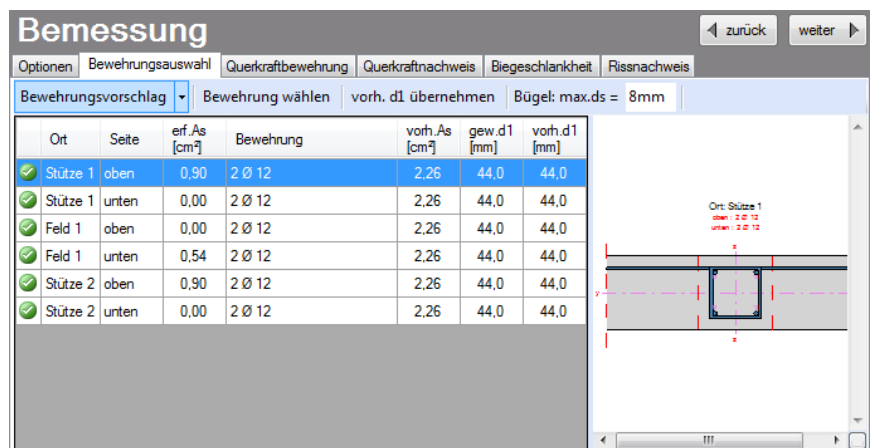 Bemessung
zurück
weiter
Optionen Bewehrungsauswahl Querkraftbewehrung Querkraftnachweis Biegeschlankheit Rissnachweis
Bewehrungsvorschlag Bewehrung wählen vorh. d1 übernehmen Bügel: max.ds = 8mm
Ort Seite erf.As [cm²] Bewehrung vorh.As [cm²] gew.d1 [mm] vorh.d1 [mm]
Stütze 1 oben 0,90 2 Ø 12 2,26 44,0 44,0
Stütze 1 unten 0,00 2 Ø 12 2,26 44,0 44,0
Feld 1 oben 0,00 2 Ø 12 2,26 44,0 44,0
Feld 1 unten 0,54 2 Ø 12 2,26 44,0 44,0
Stütze 2 oben 0,90 2 Ø 12 2,26 44,0 44,0
Stütze 2 unten 0,00 2 Ø 12 2,26 44,0 44,0
Ort: Stütze 1
oben : 2 Ø 12
unten : 2 Ø 12
y